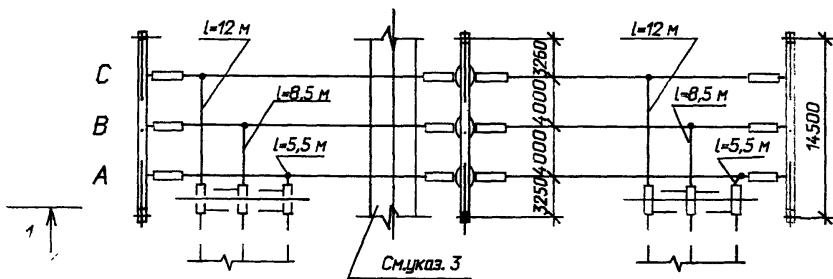 l=12 м
l=12 м
3260
C
l=8,5 м
4000
l=8,5 м
B
14500
l=5,5 м
4000
l=5,5 м
A
3250
1
См.указ. 3